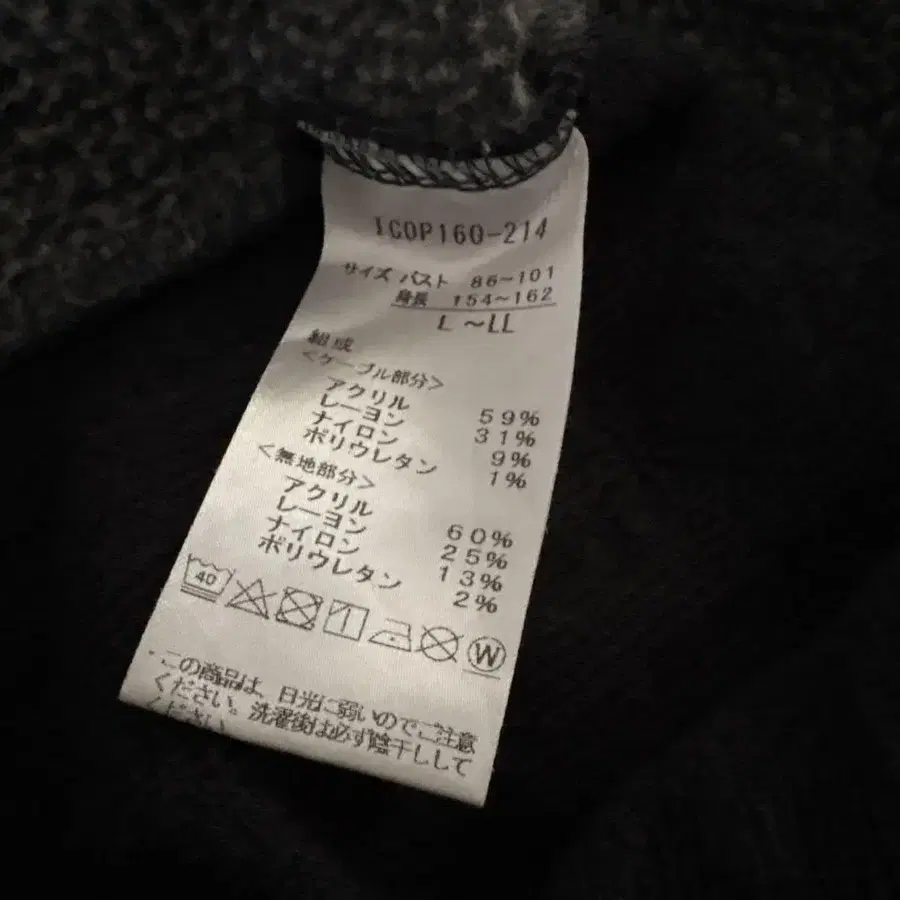 ICOP160-214
サイズ バスト 86~101
身長 154~162
L ~LL
組成
<ケーブル部分>
アクリル 59%
レーヨン 31%
ナイロン 9%
ポリウレタン 1%
<無地部分>
アクリル 60%
レーヨン 25%
ナイロン 13%
ポリウレタン 2%
40 W
・この商品は、日光に弱いのでご注意
ください。洗濯後は必ず陰干しして
ください